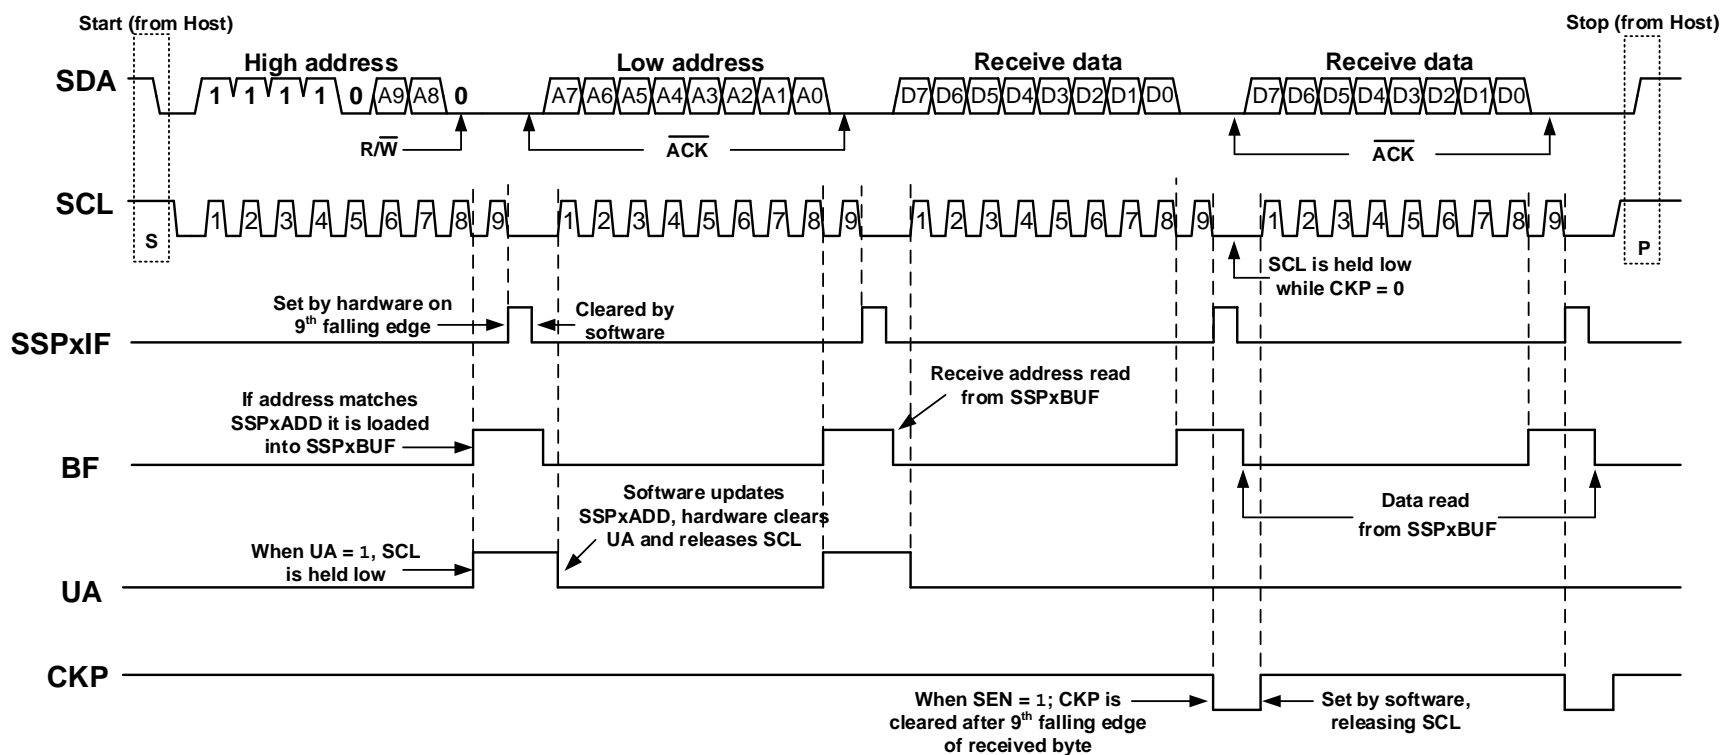 Start (from Host)
Stop (from Host)
High address
Low address
Receive data
Receive data
SDA
1 1 1 1 0 A9 A8 0
A7 A6 A5 A4 A3 A2 A1 A0
D7 D6 D5 D4 D3 D2 D1 D0
D7 D6 D5 D4 D3 D2 D1 D0
R/W̅
A̅C̅K̅
A̅C̅K̅
SCL
1 2 3 4 5 6 7 8 9
1 2 3 4 5 6 7 8 9
1 2 3 4 5 6 7 8 9
1 2 3 4 5 6 7 8 9
S
P
SCL is held low
while CKP = 0
Set by hardware on
9th falling edge
Cleared by
software
SSPxIF
If address matches
SSPxADD it is loaded
into SSPxBUF
Receive address read
from SSPxBUF
BF
Software updates
SSPxADD, hardware clears
UA and releases SCL
Data read
from SSPxBUF
When UA = 1, SCL
is held low
UA
CKP
When SEN = 1; CKP is
cleared after 9th falling edge
of received byte
Set by software,
releasing SCL